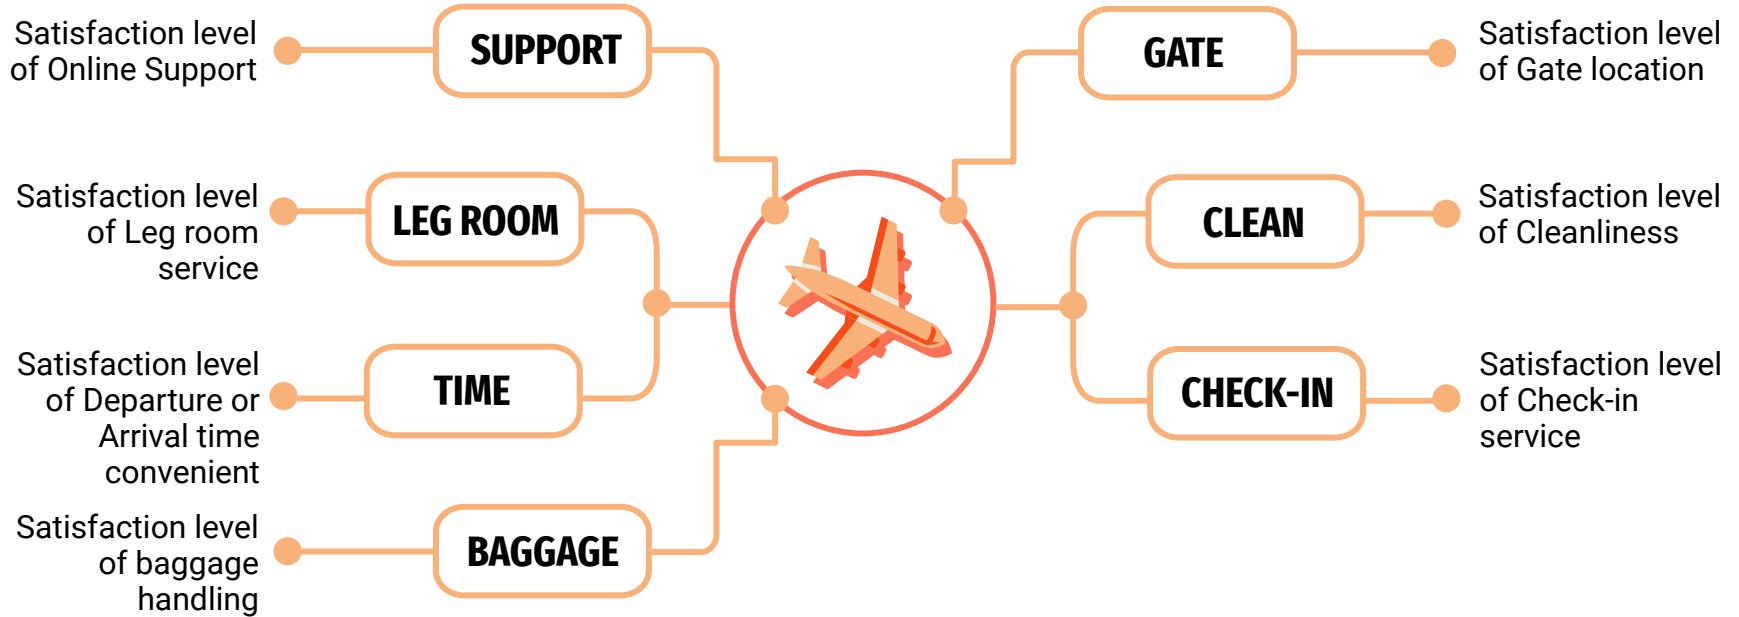 Satisfaction level
of Online Support
SUPPORT
GATE
Satisfaction level
of Gate location
Satisfaction level
of Leg room
service
LEG ROOM
CLEAN
Satisfaction level
of Cleanliness
Satisfaction level
of Departure or
Arrival time
convenient
TIME
CHECK-IN
Satisfaction level
of Check-in
service
Satisfaction level
of baggage
handling
BAGGAGE